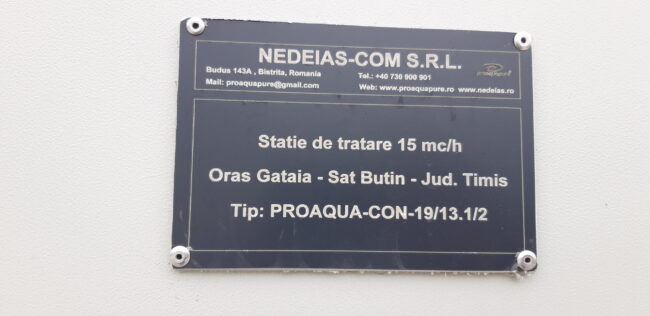 NEDEIAS-COM S.R.L.
Budus 143A , Bistrita, Romania Tel.: +40 730 900 901
Mail: proaquapure@gmail.com Web: www.proaquapure.ro www.nedeias.ro
Statie de tratare 15 mc/h
Oras Gataia - Sat Butin - Jud. Timis
Tip: PROAQUA-CON-19/13.1/2